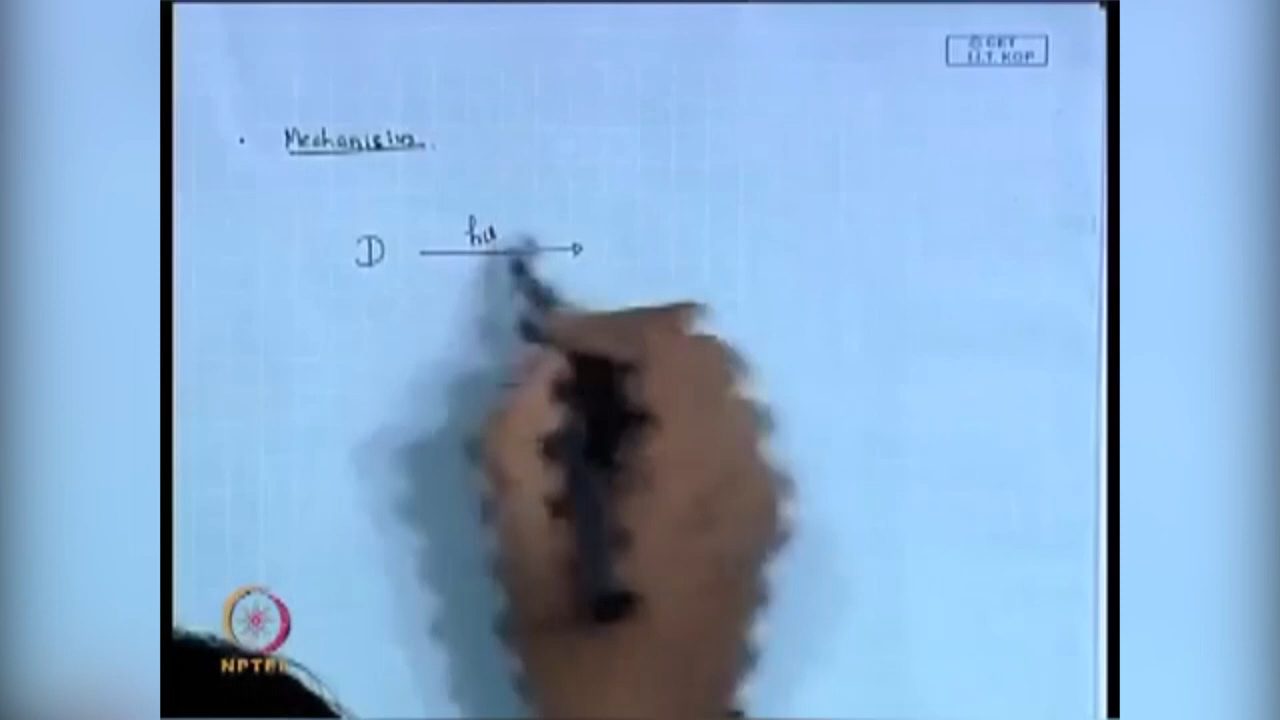 © CET
I.I.T. KGP
• Mechanism.
D hν
NPTEL